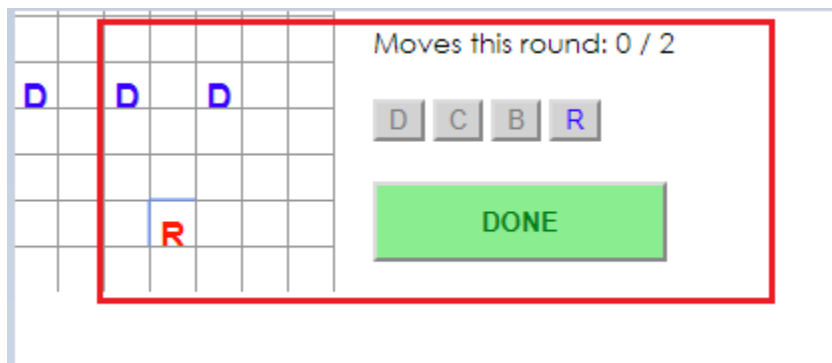 Moves this round: 0 / 2
D D D
D C B R
R
DONE